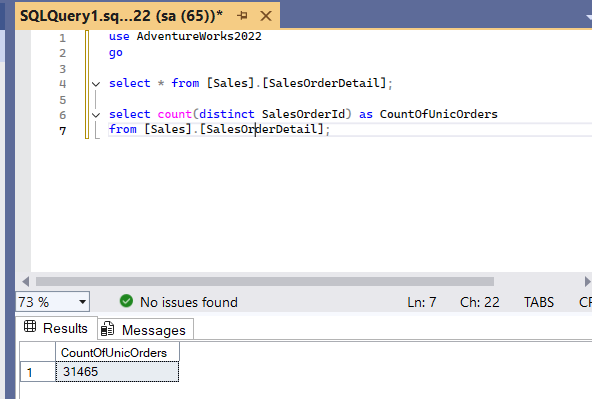 SQLQuery1.sq...22 (sa (65))*
1 use AdventureWorks2022
2 go
3
4 select * from [Sales].[SalesOrderDetail];
5
6 select count(distinct SalesOrderId) as CountOfUnicOrders
7 from [Sales].[SalesOrderDetail];
73 % No issues found Ln: 7 Ch: 22 TABS
Results Messages
CountOfUnicOrders
1 31465